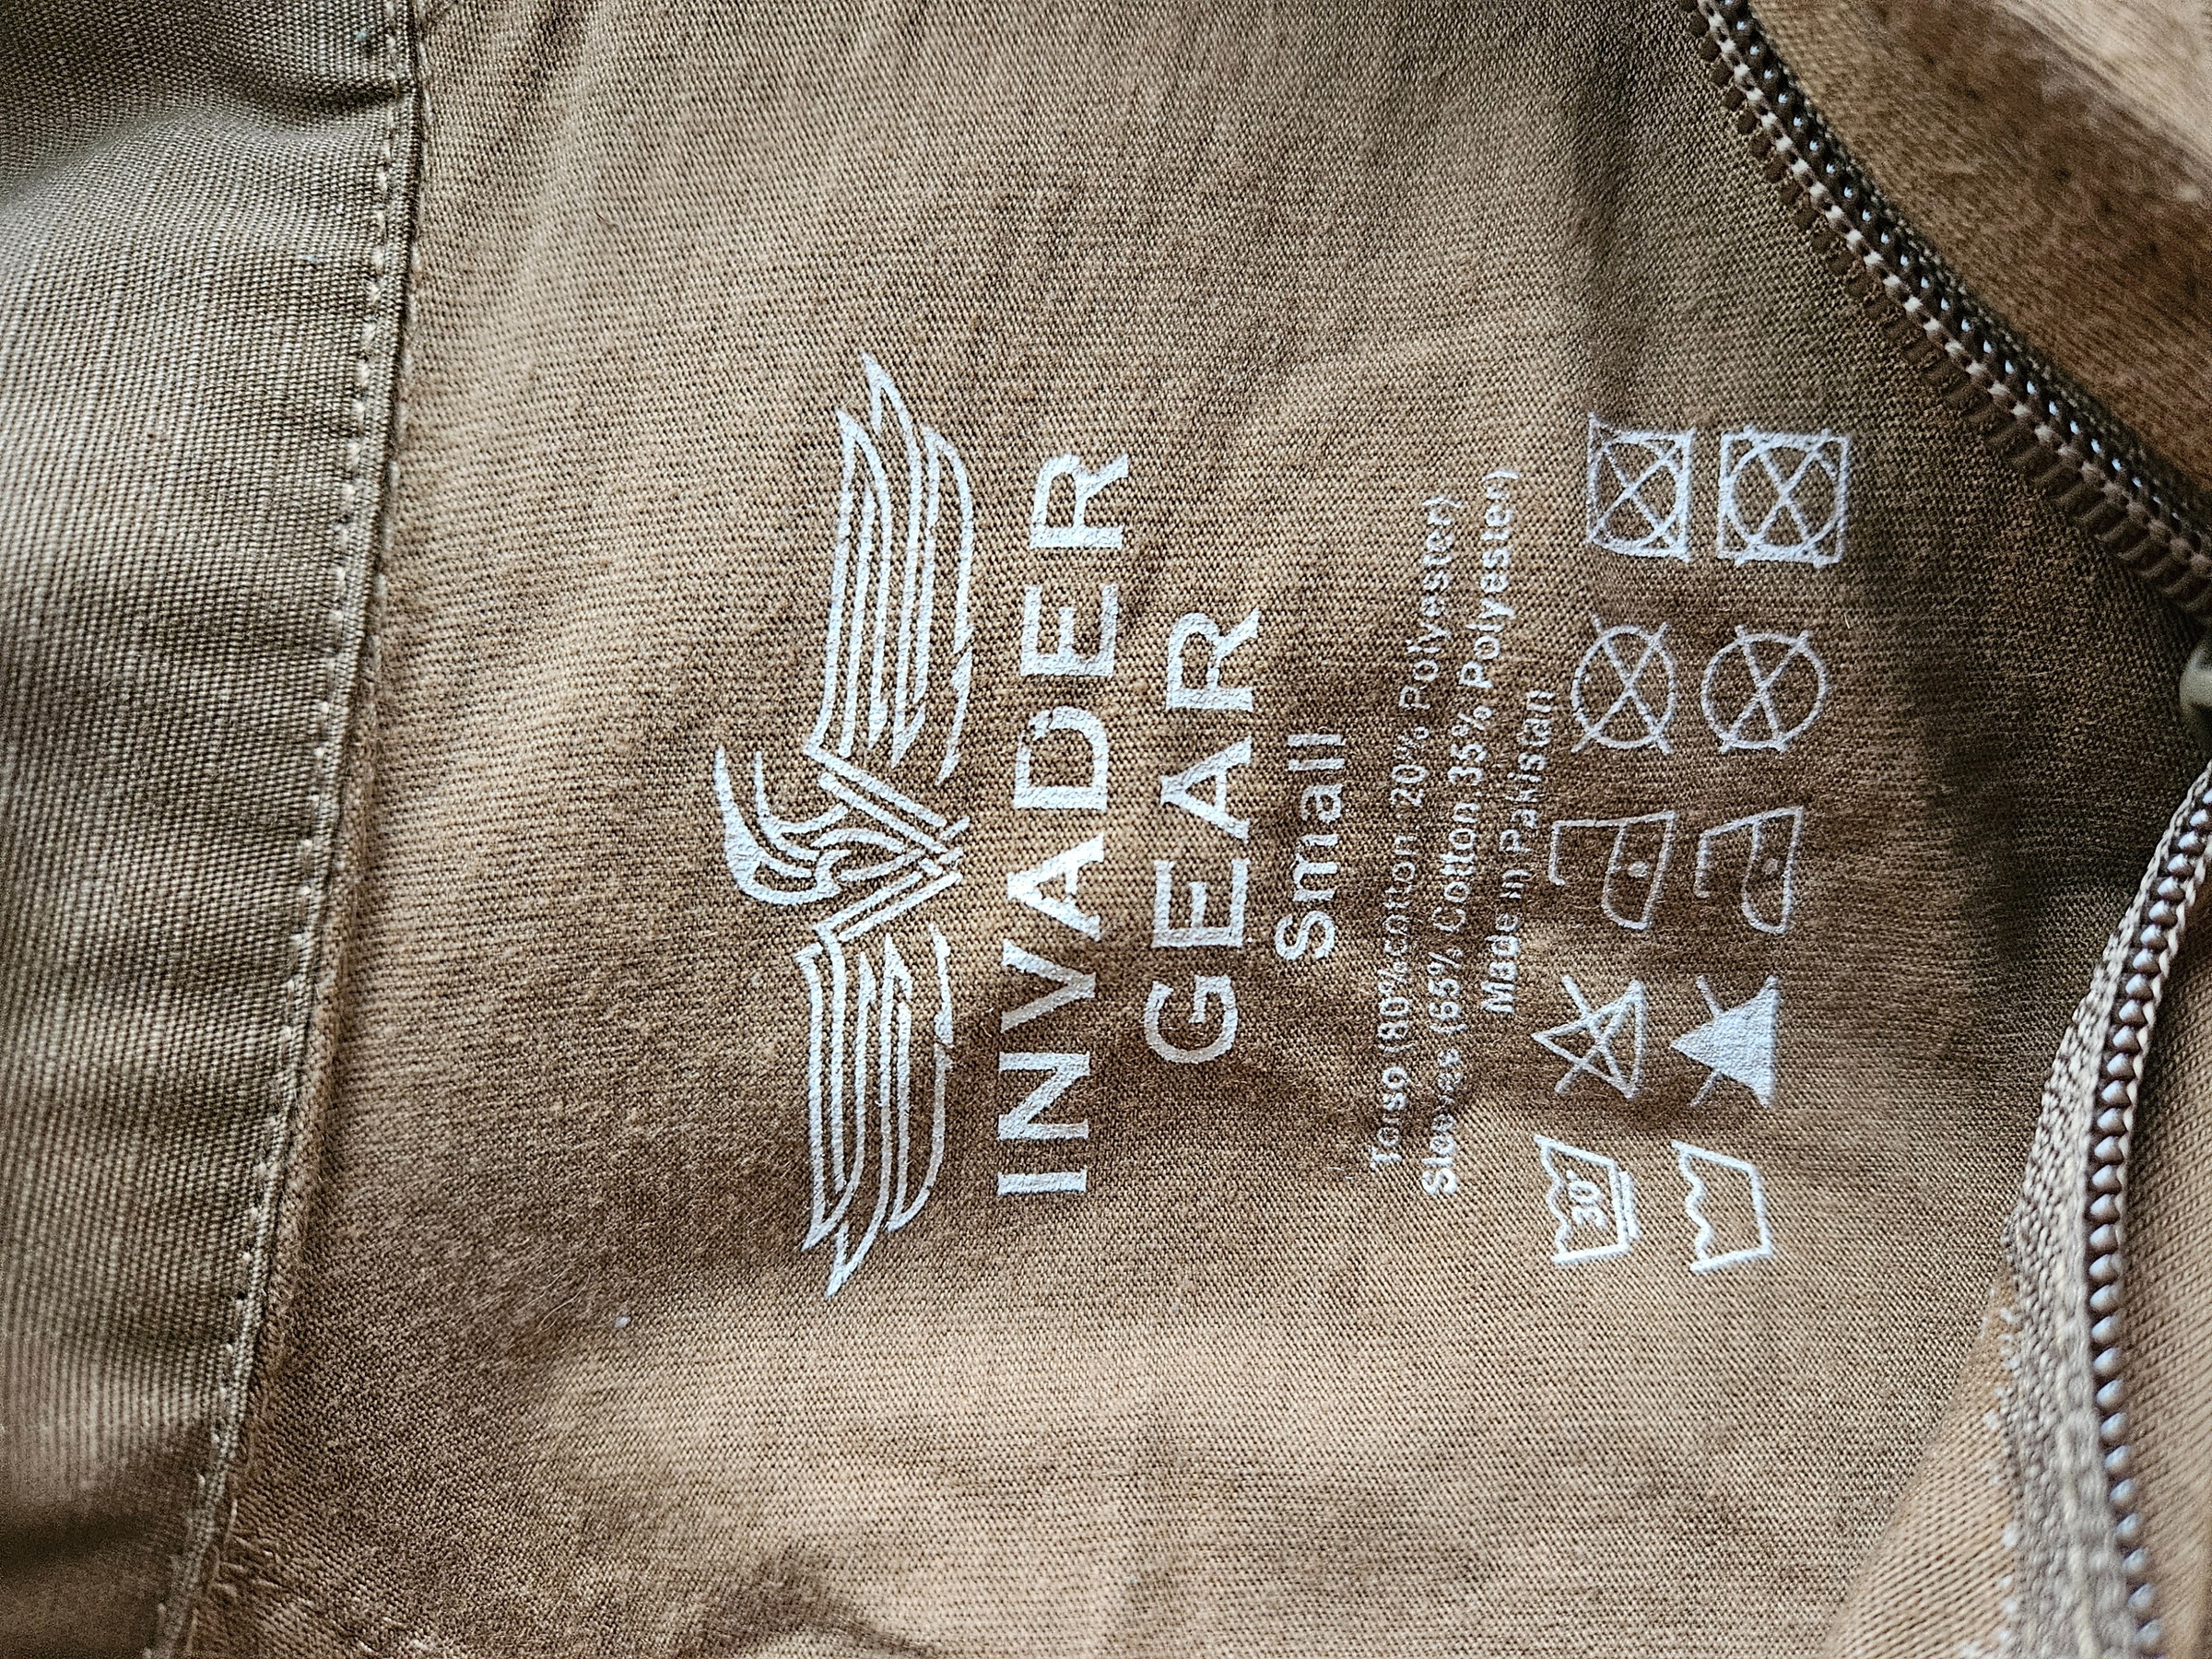 INVADER
GEAR
Small
Torso (80% cotton 20% Polyester)
Sleeves (65% Cotton 35% Polyester)
Made in Pakistan
30°